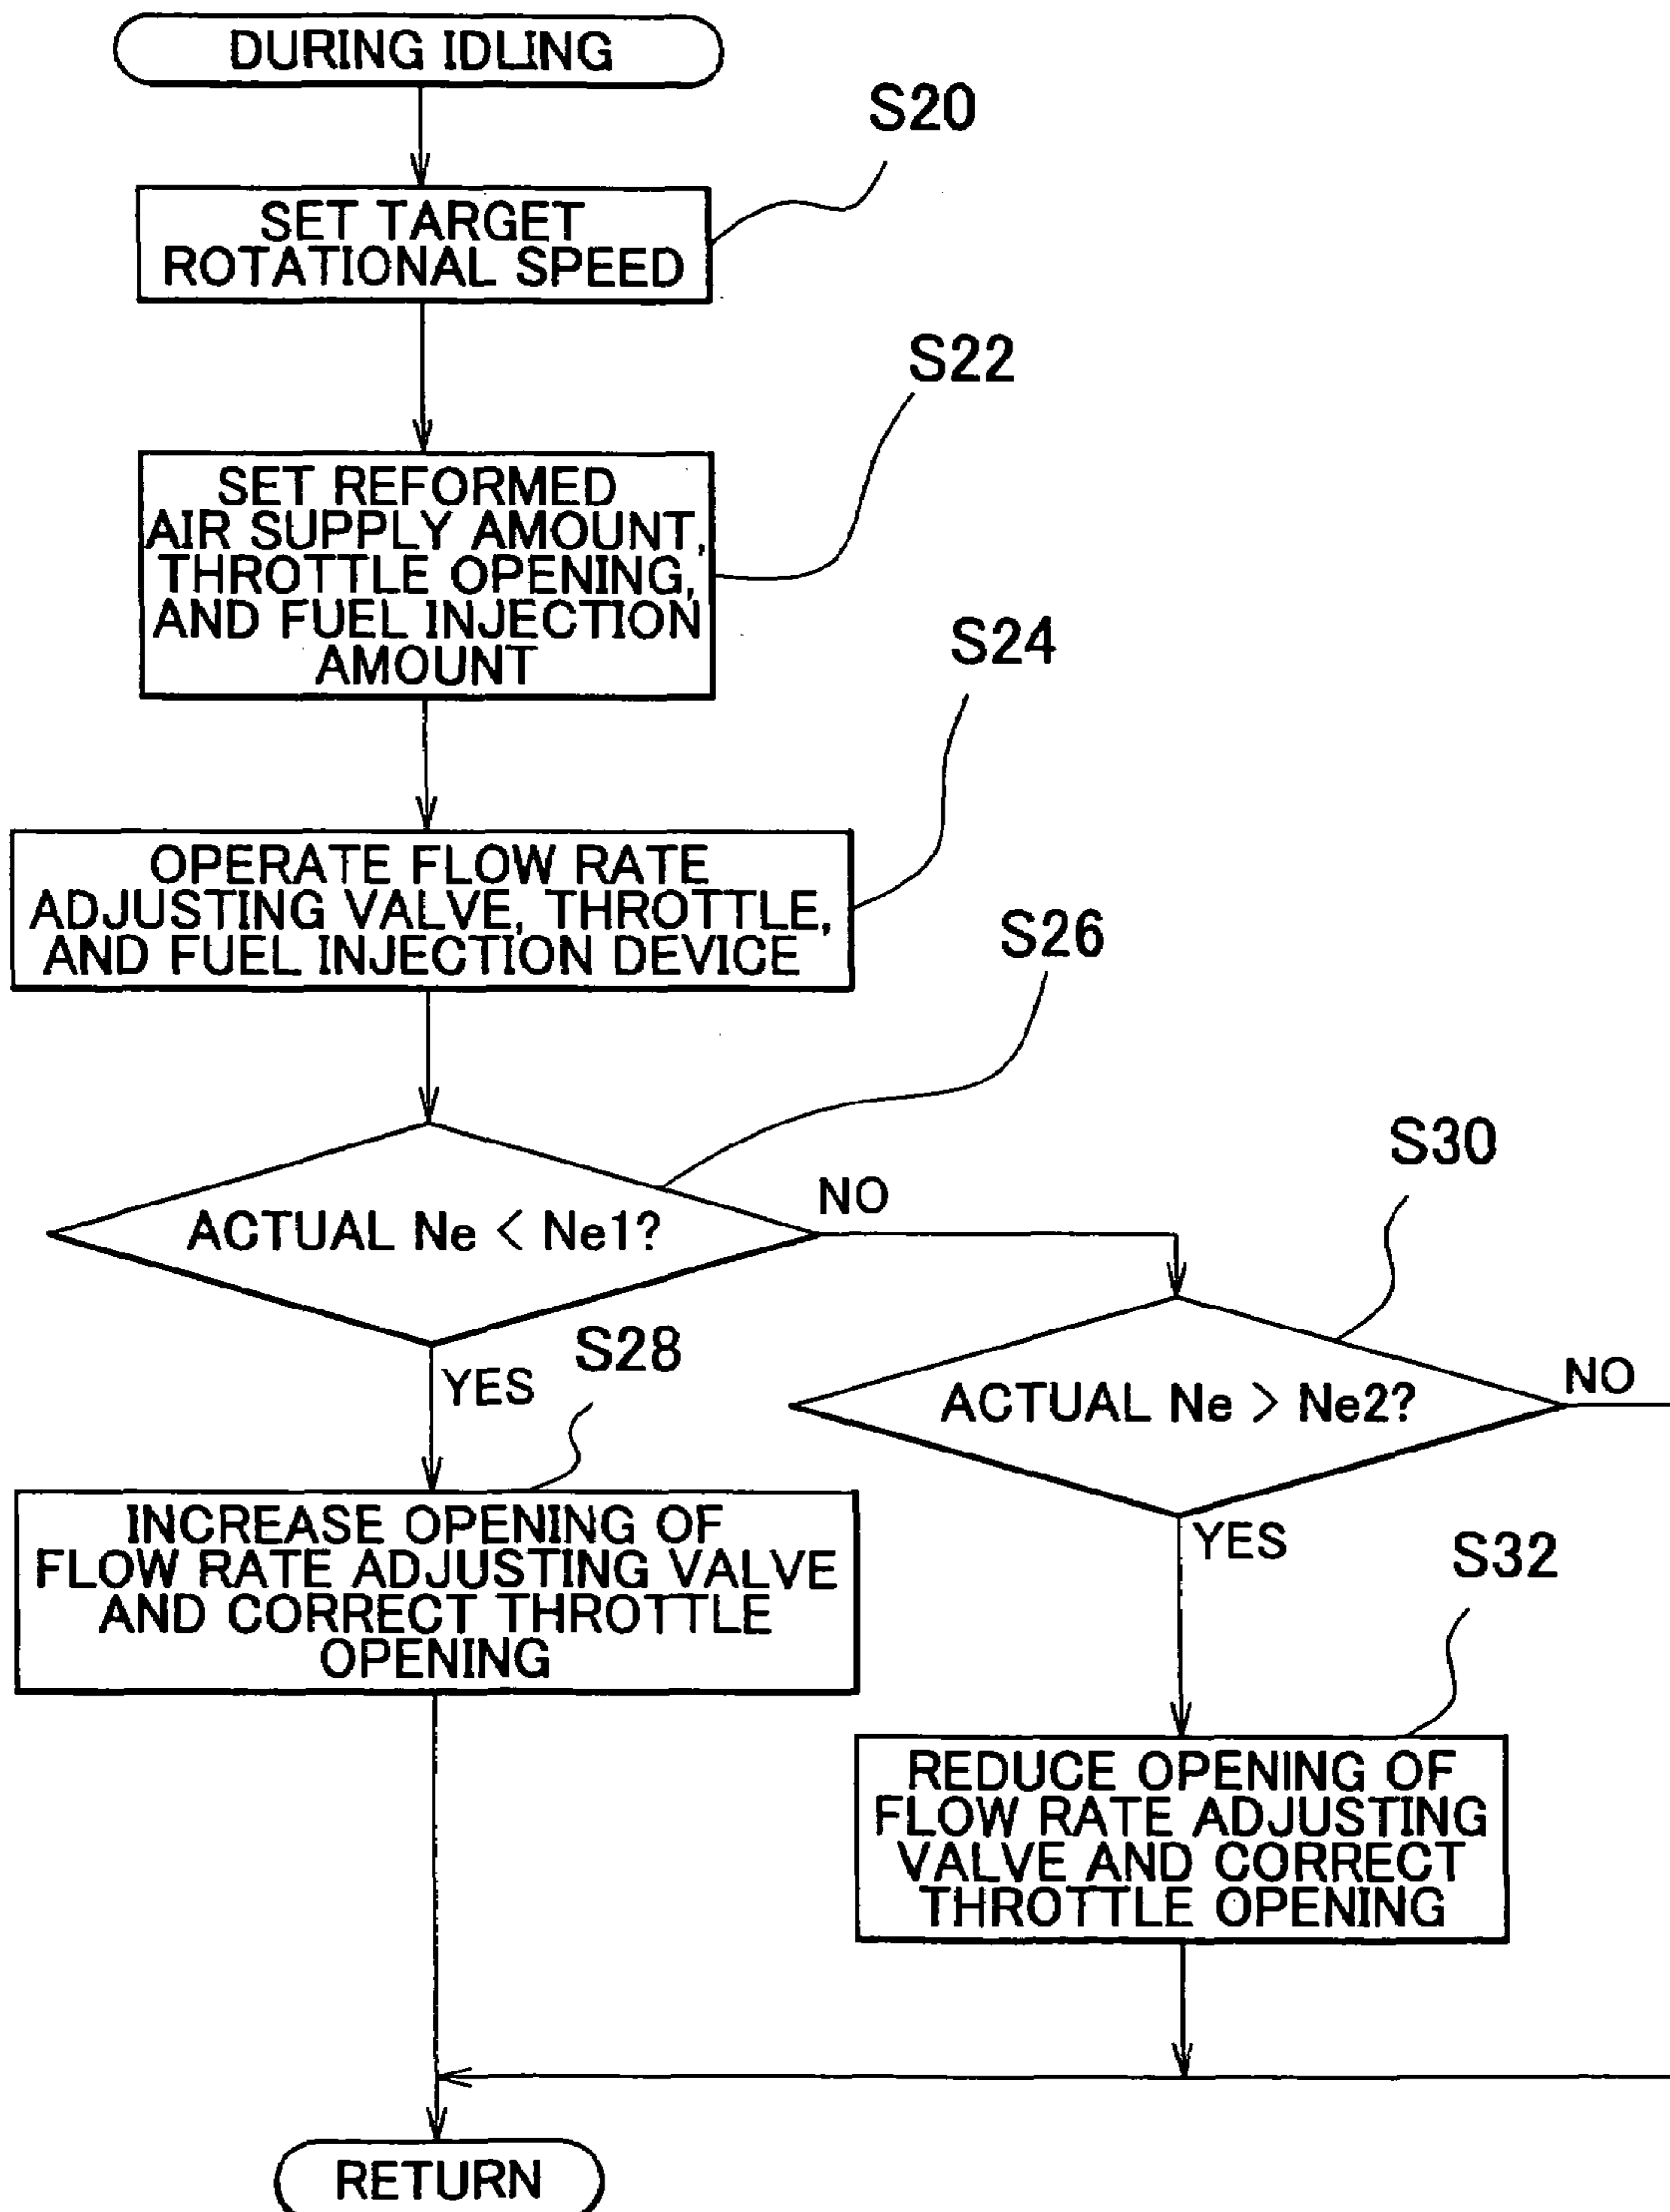 DURING IDLING
S20
SET TARGET
ROTATIONAL SPEED
S22
SET REFORMED
AIR SUPPLY AMOUNT,
THROTTLE OPENING,
AND FUEL INJECTION
AMOUNT
S24
OPERATE FLOW RATE
ADJUSTING VALVE, THROTTLE,
AND FUEL INJECTION DEVICE
S26
ACTUAL Ne < Ne1?
NO
YES
S28
INCREASE OPENING OF
FLOW RATE ADJUSTING VALVE
AND CORRECT THROTTLE
OPENING
S30
ACTUAL Ne > Ne2?
NO
YES
S32
REDUCE OPENING OF
FLOW RATE ADJUSTING
VALVE AND CORRECT
THROTTLE OPENING
RETURN